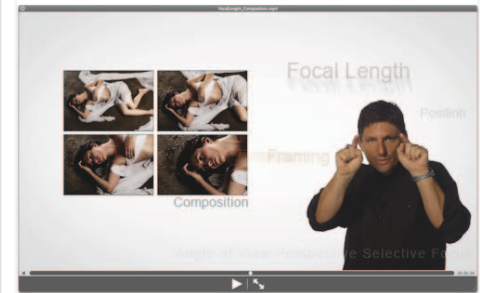 FocalLength_Composition.mp4
Focal Length
Position
Framing
Composition
Angle of View Perspective Selective Focus